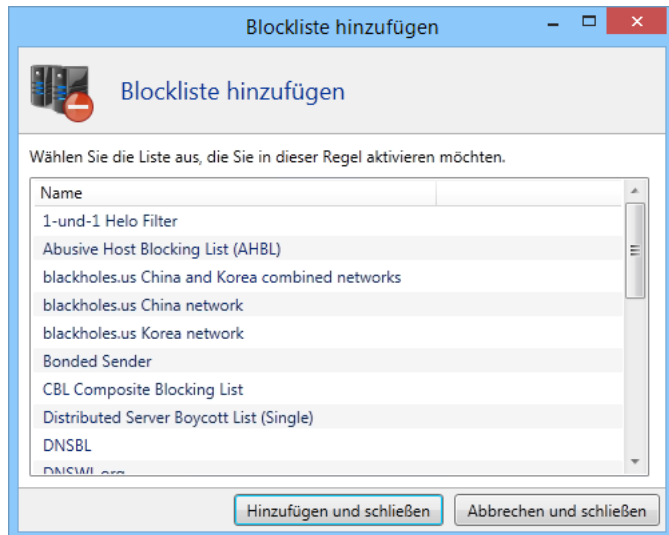 Blockliste hinzufügen
Blockliste hinzufügen
Wählen Sie die Liste aus, die Sie in dieser Regel aktivieren möchten.
Name
1-und-1 Helo Filter
Abusive Host Blocking List (AHBL)
blackholes.us China and Korea combined networks
blackholes.us China network
blackholes.us Korea network
Bonded Sender
CBL Composite Blocking List
Distributed Server Boycott List (Single)
DNSBL
DNSWL.org
Hinzufügen und schließen Abbrechen und schließen